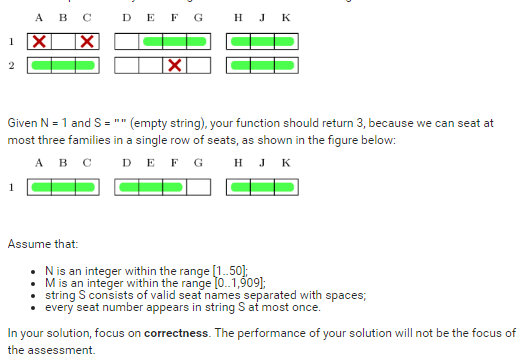 A B C D E F G H J K
1
2
Given N = 1 and S = "" (empty string), your function should return 3, because we can seat at
most three families in a single row of seats, as shown in the figure below:
A B C D E F G H J K
1
Assume that:
• N is an integer within the range [1..50];
• M is an integer within the range [0..1,909];
• string S consists of valid seat names separated with spaces;
• every seat number appears in string S at most once.
In your solution, focus on correctness. The performance of your solution will not be the focus of
the assessment.